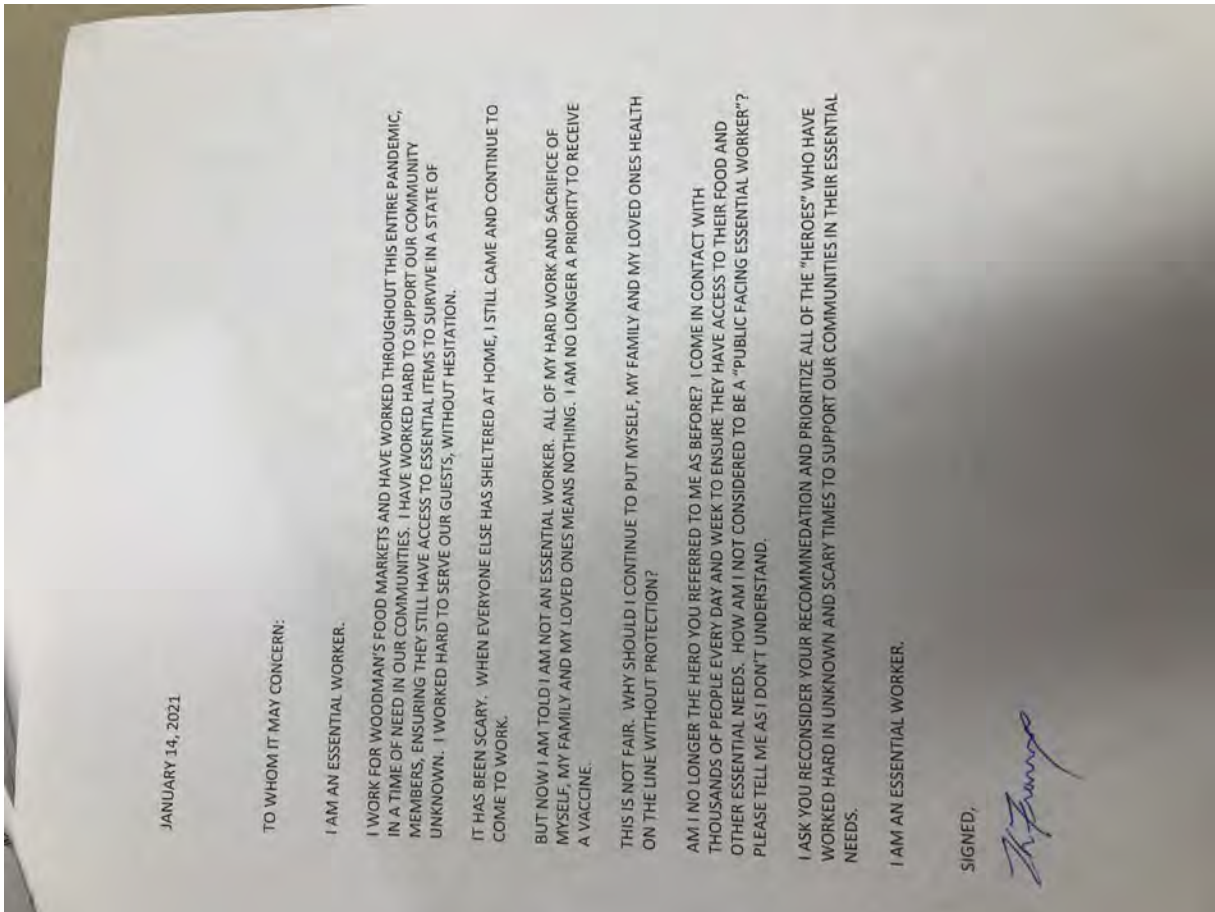 JANUARY 14, 2021
TO WHOM IT MAY CONCERN:
I AM AN ESSENTIAL WORKER.
I WORK FOR WOODMAN'S FOOD MARKETS AND HAVE WORKED THROUGHOUT THIS ENTIRE PANDEMIC,
IN A TIME OF NEED IN OUR COMMUNITIES. I HAVE WORKED HARD TO SUPPORT OUR COMMUNITY
MEMBERS, ENSURING THEY STILL HAVE ACCESS TO ESSENTIAL ITEMS TO SURVIVE IN A STATE OF
UNKNOWN. I WORKED HARD TO SERVE OUR GUESTS, WITHOUT HESITATION.
IT HAS BEEN SCARY. WHEN EVERYONE ELSE HAS SHELTERED AT HOME, I STILL CAME AND CONTINUE TO
COME TO WORK.
BUT NOW I AM TOLD I AM NOT AN ESSENTIAL WORKER. ALL OF MY HARD WORK AND SACRIFICE OF
MYSELF, MY FAMILY AND MY LOVED ONES MEANS NOTHING. I AM NO LONGER A PRIORITY TO RECEIVE
A VACCINE.
THIS IS NOT FAIR. WHY SHOULD I CONTINUE TO PUT MYSELF, MY FAMILY AND MY LOVED ONES HEALTH
ON THE LINE WITHOUT PROTECTION?
AM I NO LONGER THE HERO YOU REFERRED TO ME AS BEFORE? I COME IN CONTACT WITH
THOUSANDS OF PEOPLE EVERY DAY AND WEEK TO ENSURE THEY HAVE ACCESS TO THEIR FOOD AND
OTHER ESSENTIAL NEEDS. HOW AM I NOT CONSIDERED TO BE A "PUBLIC FACING ESSENTIAL WORKER"?
PLEASE TELL ME AS I DON'T UNDERSTAND.
I ASK YOU RECONSIDER YOUR RECOMMNEDATION AND PRIORITIZE ALL OF THE "HEROES" WHO HAVE
WORKED HARD IN UNKNOWN AND SCARY TIMES TO SUPPORT OUR COMMUNITIES IN THEIR ESSENTIAL
NEEDS.
I AM AN ESSENTIAL WORKER.
SIGNED,